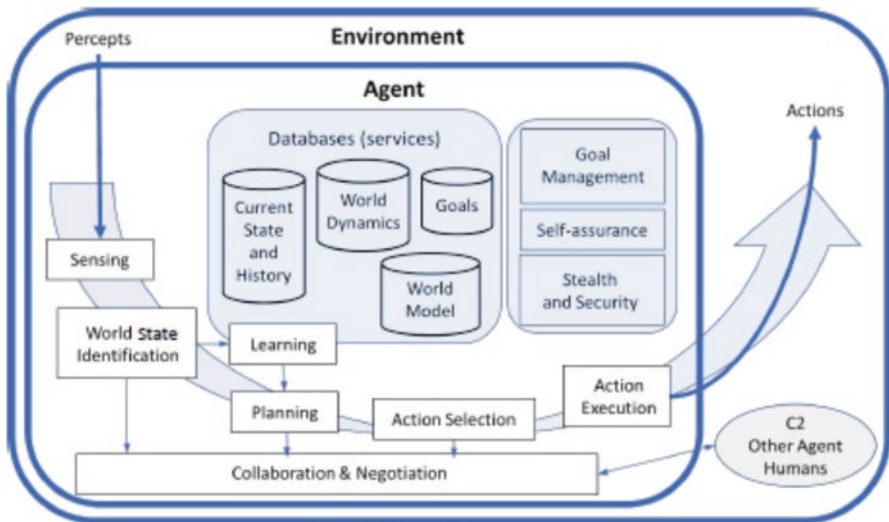 Percepts
Environment
Agent
Actions
Databases (services)
Current
State
and
History
World
Dynamics
Goals
World
Model
Goal
Management
Self-assurance
Stealth
and Security
Sensing
World State
Identification
Learning
Planning
Action Selection
Action
Execution
Collaboration & Negotiation
C2
Other Agent
Humans